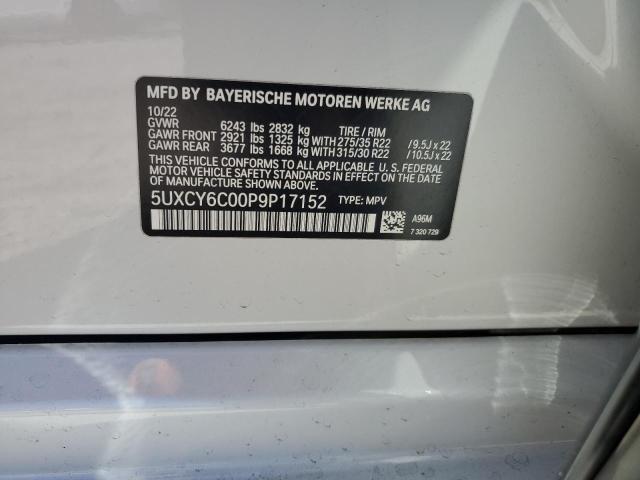 MFD BY BAYERISCHE MOTOREN WERKE AG
10/22
GVWR 6243 lbs 2832 kg TIRE / RIM
GAWR FRONT 2921 lbs 1325 kg WITH 275/35 R22 / 9.5J x 22
GAWR REAR 3677 lbs 1668 kg WITH 315/30 R22 / 10.5J x 22
THIS VEHICLE CONFORMS TO ALL APPLICABLE U.S. FEDERAL
MOTOR VEHICLE SAFETY STANDARDS IN EFFECT ON THE
DATE OF MANUFACTURE SHOWN ABOVE.
5UXCY6C00P9P17152 TYPE: MPV
A96M
7 320 729